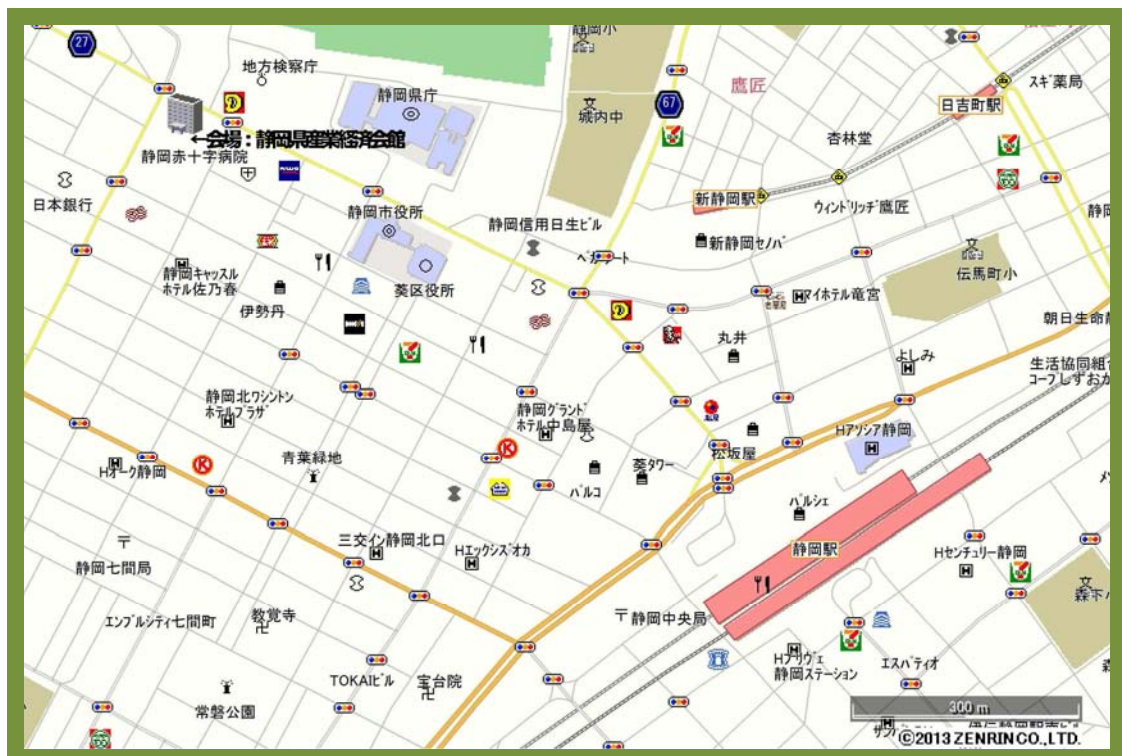 静岡小
27
地方検察庁
鷹匠
スギ薬局
静岡県庁
67
城内中
日吉町駅
←会場：静岡県産業経済会館
杏林堂
静岡赤十字病院
新静岡駅
日本銀行
静岡市役所
静岡信用日生ビル
ウィンドリッヂ鷹匠
新静岡セノバ
静岡キャッスル
ホテル佐乃春
葵区役所
伝馬町小
マイホテル竜宮
伊勢丹
丸井
朝日生命静
よしみ
生活協同組合
コープしずおか
静岡北ワシントン
ホテルプラザ
静岡グランド
ホテル中島屋
Hアソシア静岡
松坂屋
青葉緑地
Hオーク静岡
葵タワー
パルコ
パルシェ
三交イン静岡北口
Hエックシズオカ
静岡駅
Hセンチュリー静岡
静岡七間局
森下小
エンブルシティ七間町
教覚寺
静岡中央局
Hプリヴェ
静岡ステーション
エスパティオ
TOKAIビル
宝台院
常磐公園
300 m
©2013 ZENRIN CO., LTD.